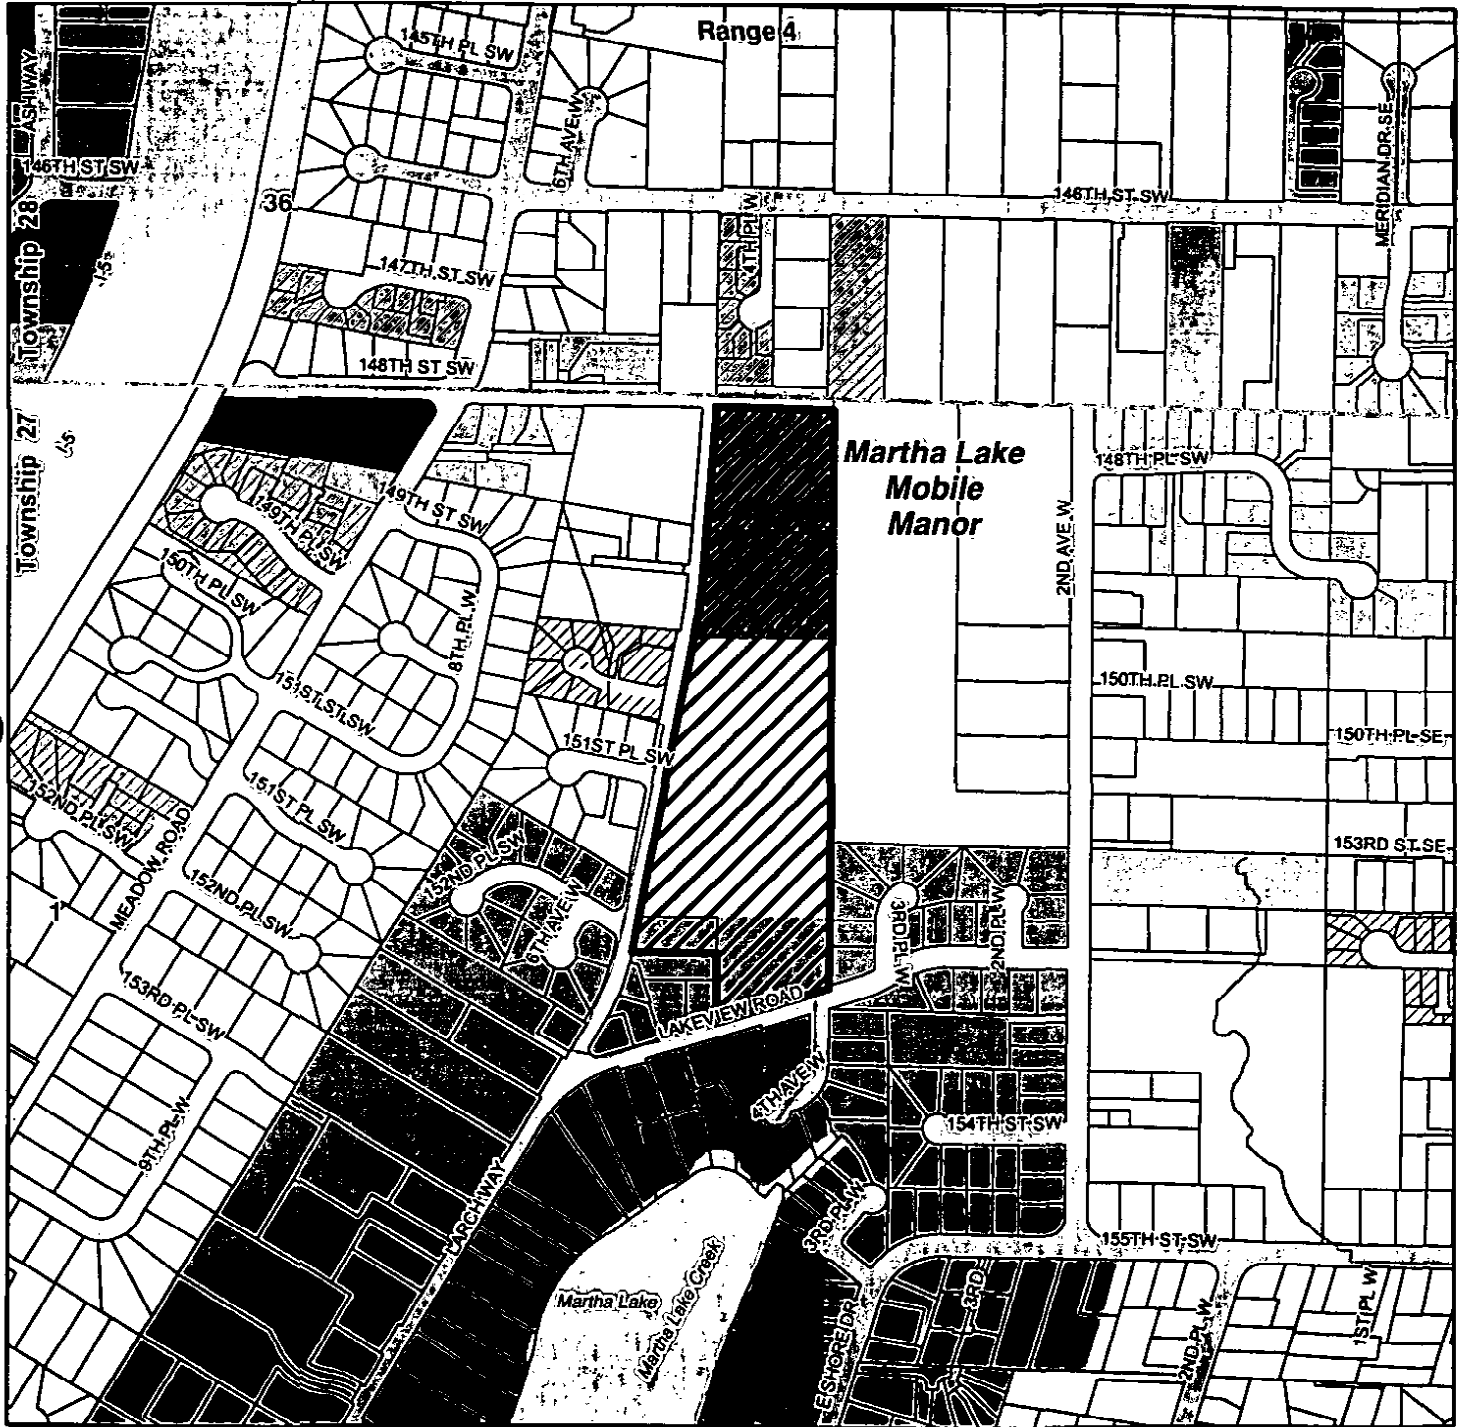 Range 4
145TH PL SW
ASHWAY
6TH AVE W
MERIDIAN DR SE
146TH ST SW
146TH ST SW
36
4TH PL W
Township 28
147TH ST SW
I-5
148TH ST SW
Township 27
I-5
Martha Lake
Mobile
Manor
148TH PL SW
149TH ST SW
149TH PL SW
2ND AVE W
150TH PL SW
8TH PL W
150TH PL SW
151ST ST SW
150TH PL SE
151ST PL SW
151ST PL SW
152ND PL SW
MEADOW ROAD
153RD ST SE
152ND PL SW
152ND PL SW
6TH AVE W
3RD PL W
2ND PL W
1
153RD PL SW
LAKEVIEW ROAD
4TH AVE W
154TH ST SW
9TH PL W
LARCH WAY
3RD PL W
155TH ST SW
Martha Lake
Martha Lake Creek
E SHORE DR
3RD
2ND PL W
1ST PL W